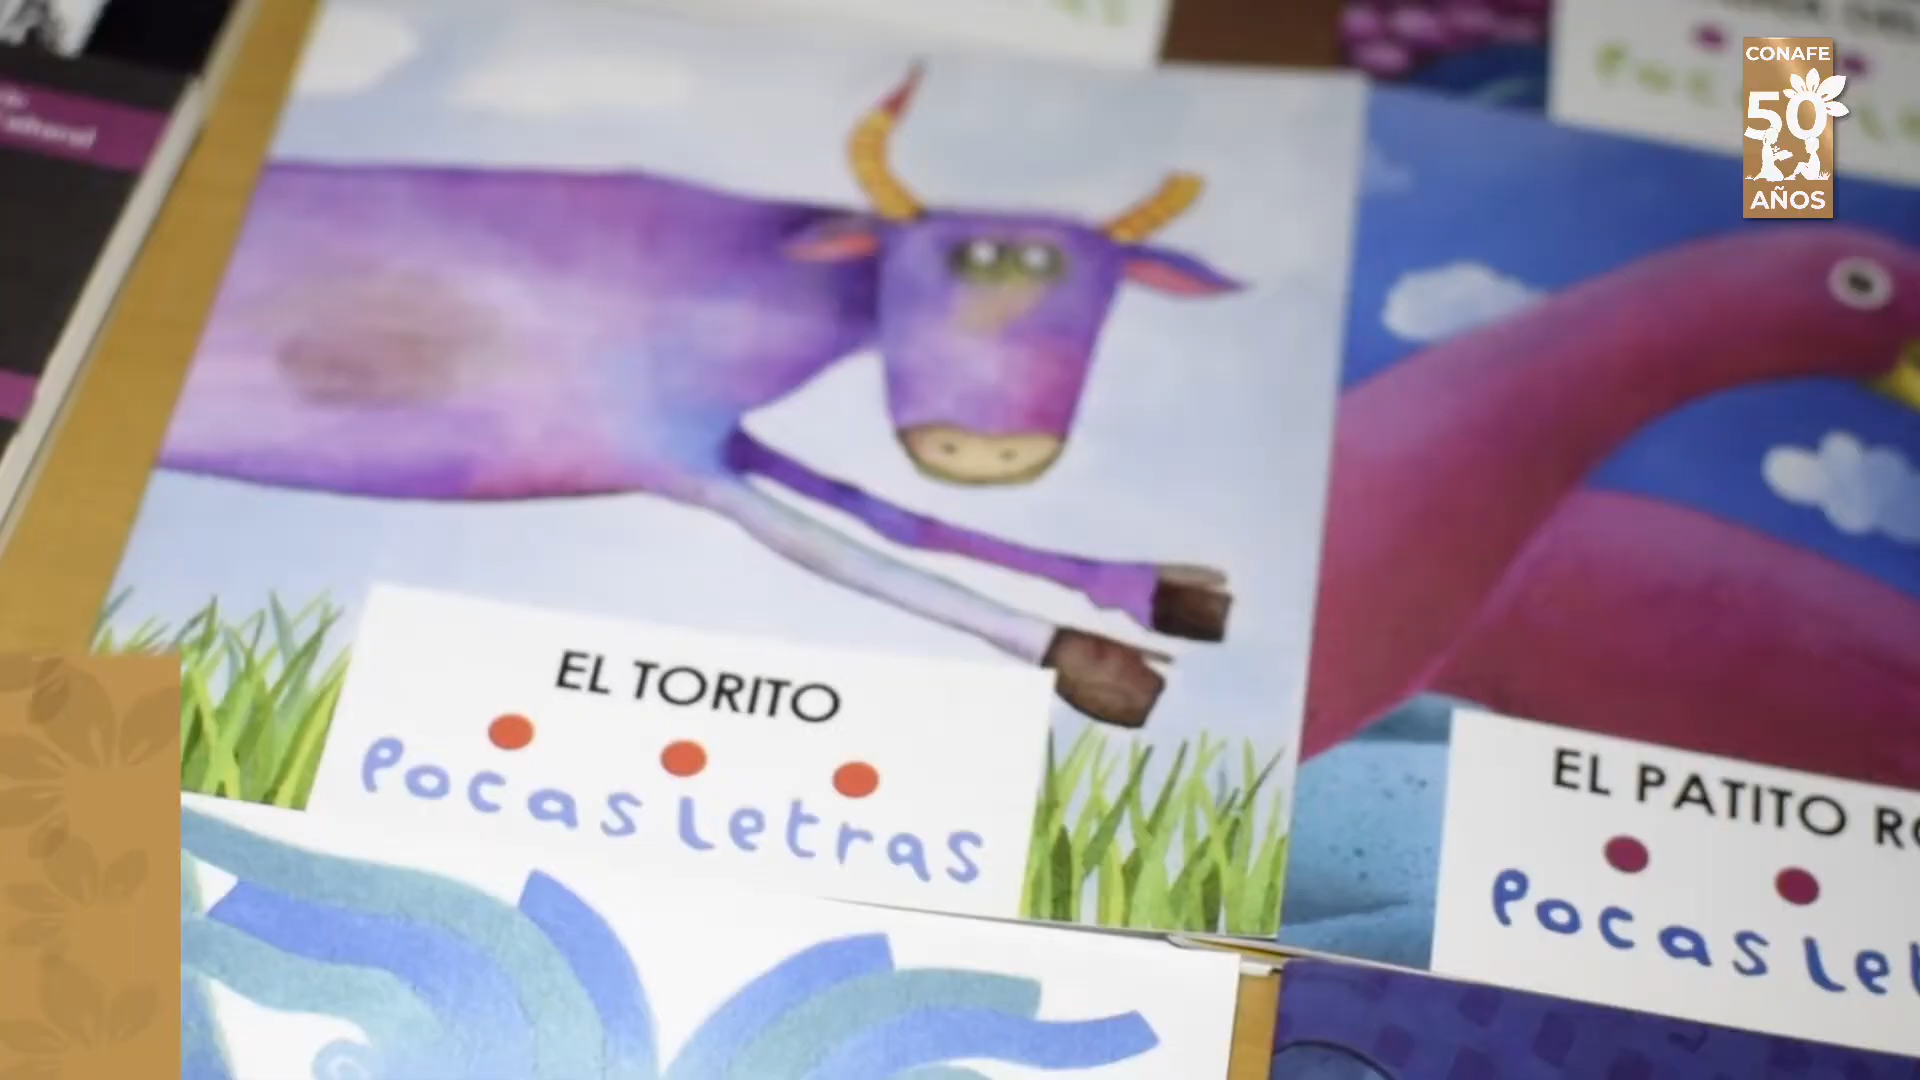 CONAFE
50
AÑOS
EL TORITO
Pocas Letras
EL PATITO
Pocas